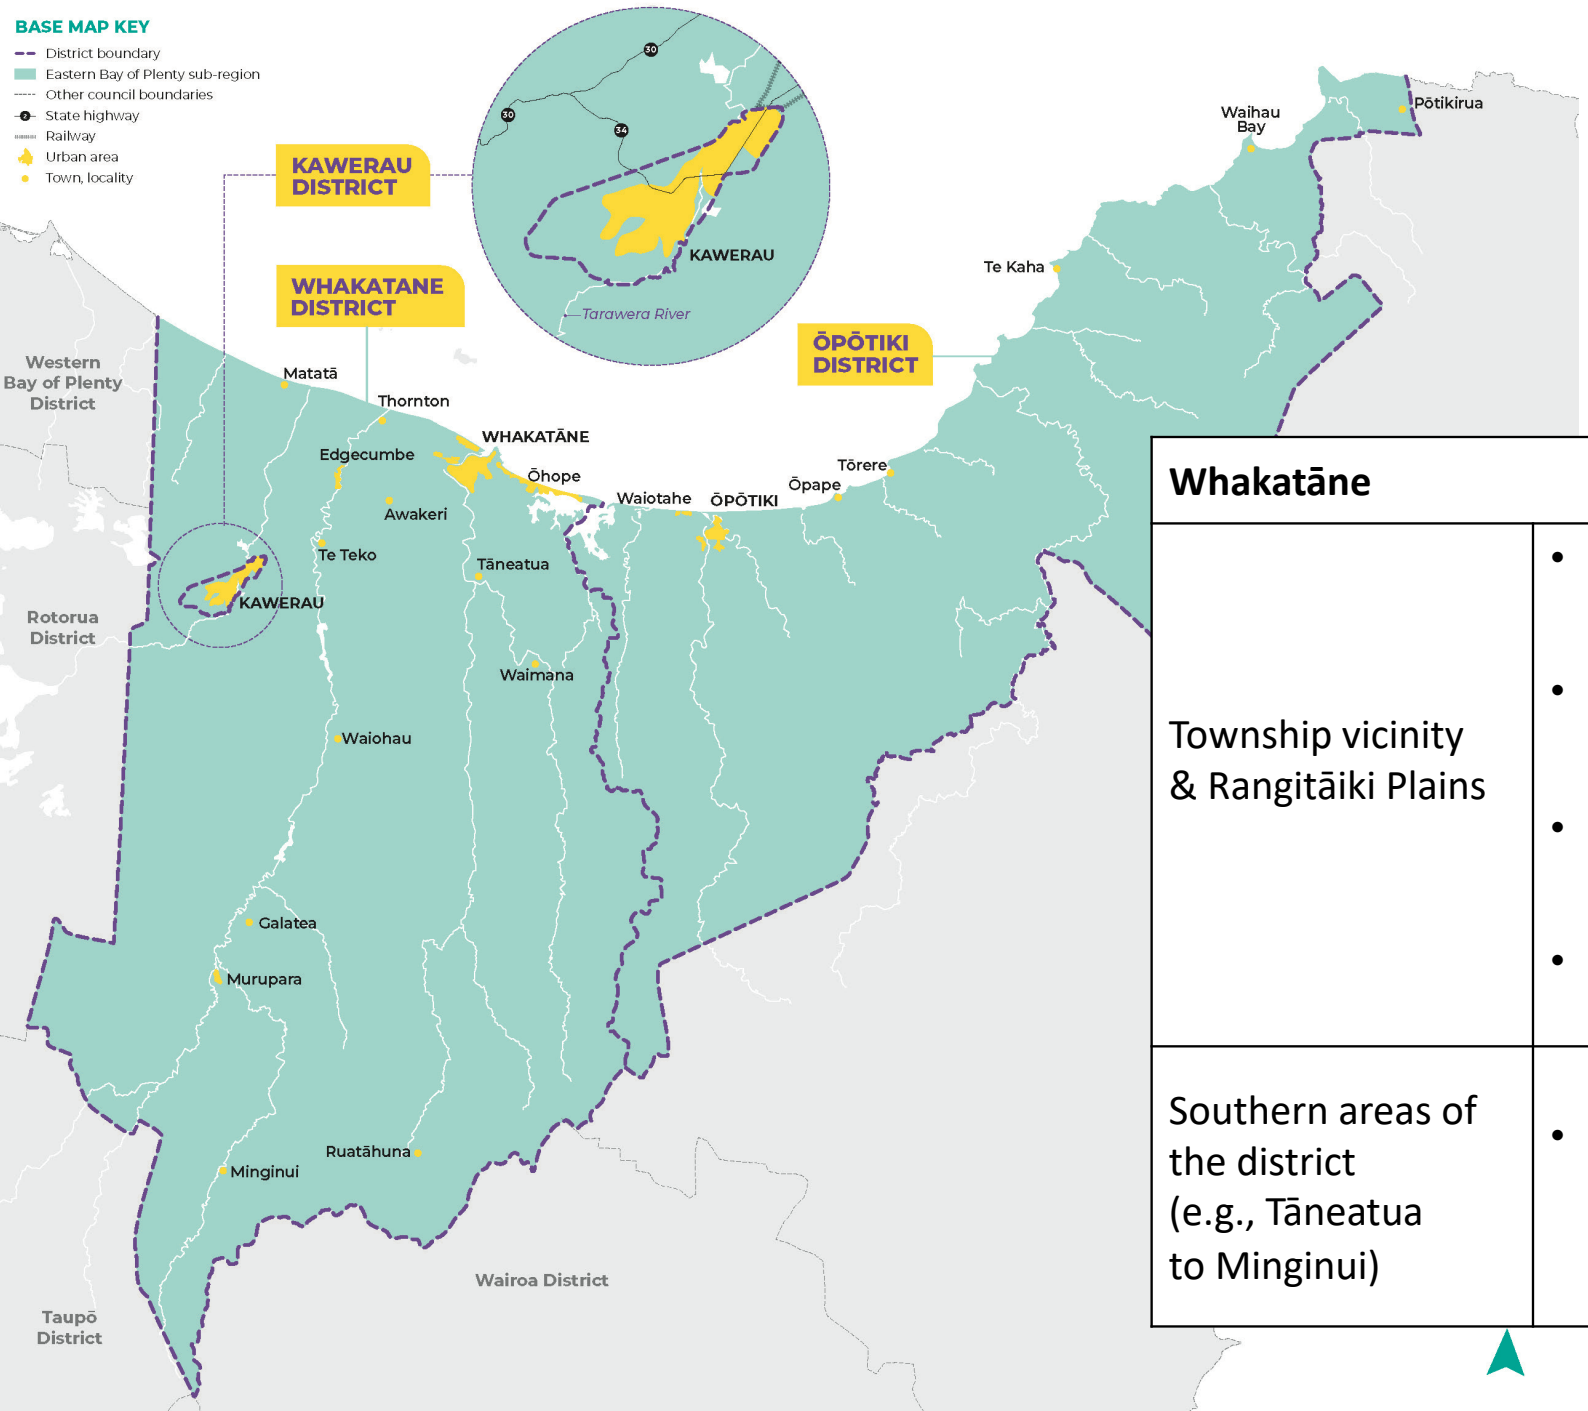 BASE MAP KEY
District boundary
Eastern Bay of Plenty sub-region
Other council boundaries
2 State highway
Railway
Urban area
Town, locality
KAWERAU
DISTRICT
WHAKATANE
DISTRICT
ŌPŌTIKI
DISTRICT
30
30
34
KAWERAU
Tarawera River
Pōtikirua
Waihau
Bay
Te Kaha
Western
Bay of Plenty
District
Matatā
Thornton
WHAKATĀNE
Edgecumbe
Ōhope
Awakeri
Waiotahe
ŌPŌTIKI
Ōpape
Tōrere
Te Teko
Tāneatua
KAWERAU
Rotorua
District
Waimana
Waiohau
Galatea
Murupara
Ruatāhuna
Minginui
Wairoa District
Taupō
District
Whakatāne
Township vicinity
& Rangitāiki Plains
•
•
•
•
Southern areas of
the district
(e.g., Tāneatua
to Minginui)
•